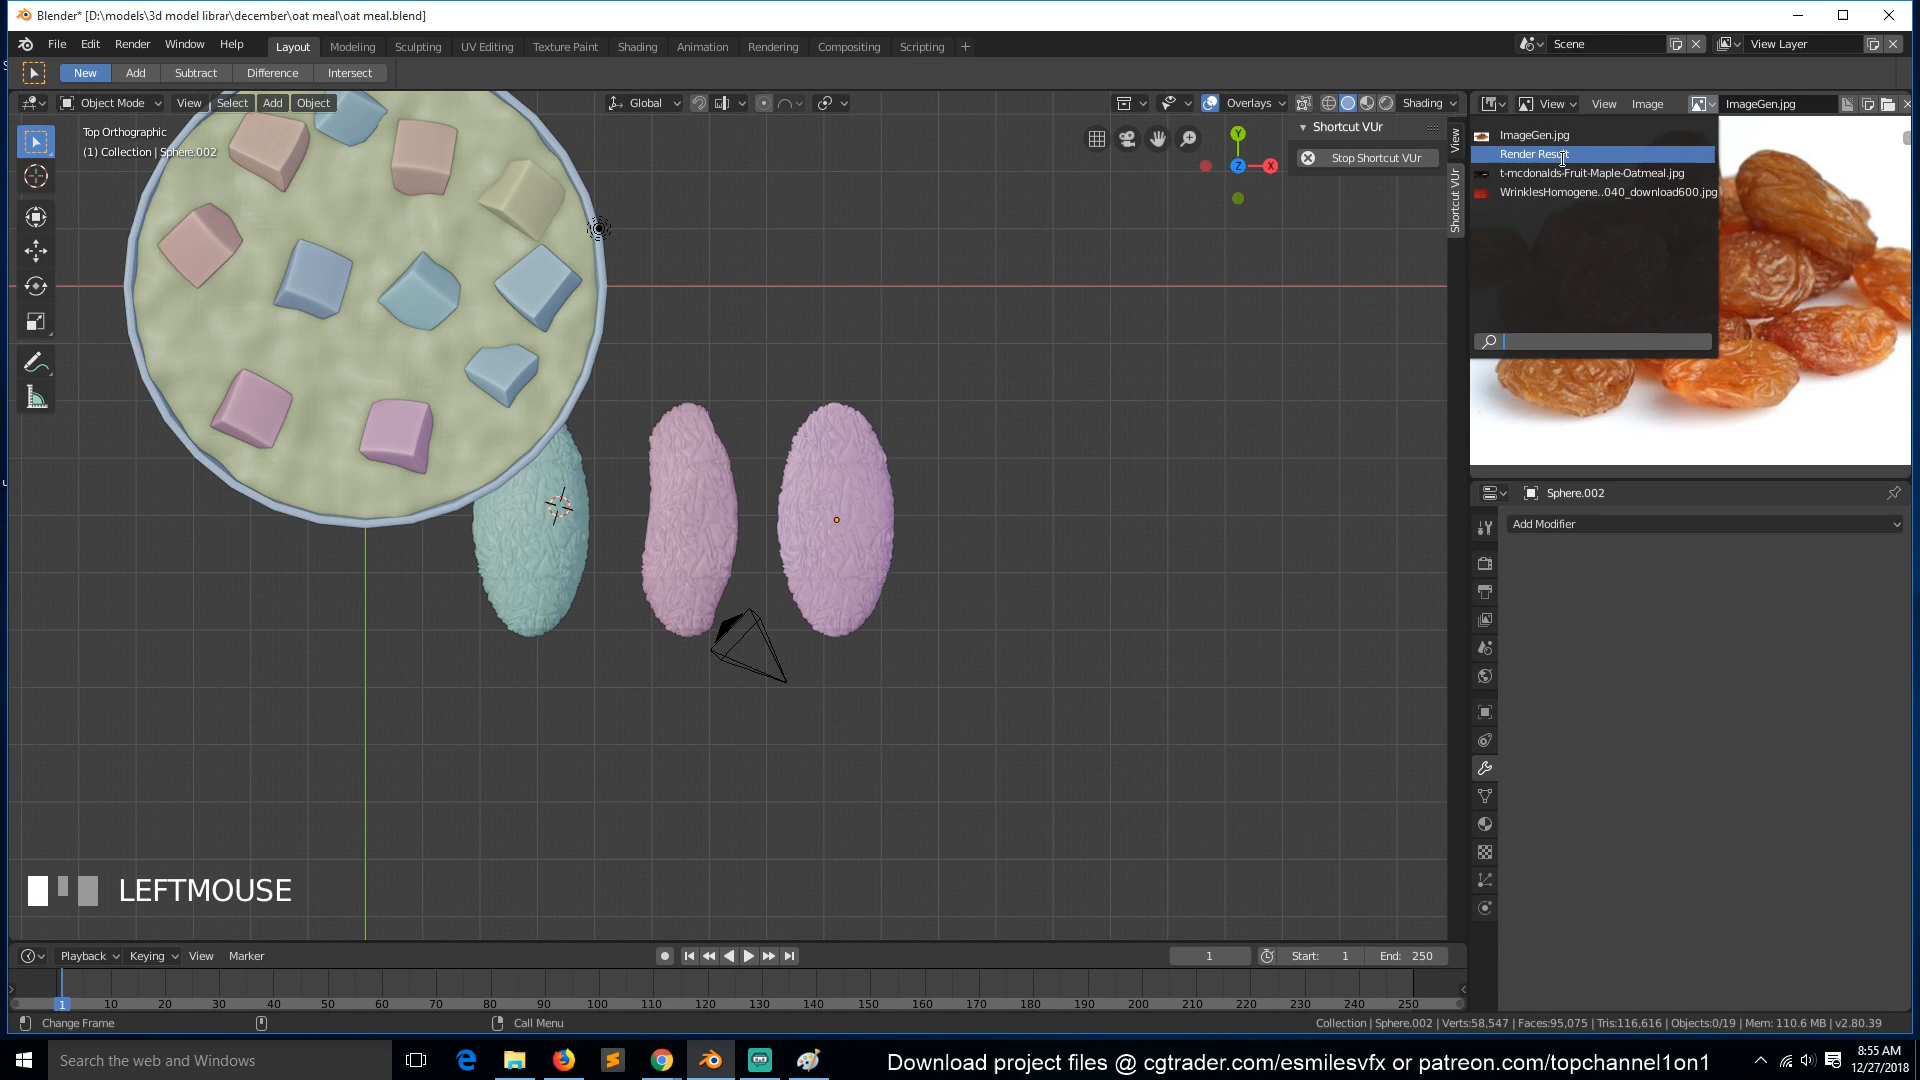 Blender* [D:\models\3d model librar\december\oat meal\oat meal.blend]
File Edit Render Window Help Layout Modeling Sculpting UV Editing Texture Paint Shading Animation Rendering Compositing Scripting + Scene View Layer
New Add Subtract Difference Intersect
Object Mode View Select Add Object Global Overlays Shading View View Image ImageGen.jpg
Top Orthographic
(1) Collection | Sphere.002
Shortcut VUr
Stop Shortcut VUr
View
Shortcut VUr
Y
Z
X
ImageGen.jpg
Render Result
t-mcdonalds-Fruit-Maple-Oatmeal.jpg
WrinklesHomogene..040_download600.jpg
Sphere.002
Add Modifier
LEFTMOUSE
Playback Keying View Marker 1 Start: 1 End: 250
1 10 20 30 40 50 60 70 80 90 100 110 120 130 140 150 160 170 180 190 200 210 220 230 240 250
Change Frame Call Menu Collection | Sphere.002 | Verts:58,547 | Faces:95,075 | Tris:116,616 | Objects:0/19 | Mem: 110.6 MB | v2.80.39
Search the web and Windows
Download project files @ cgtrader.com/esmilesvfx or patreon.com/topchannel1on1
8:55 AM
12/27/2018